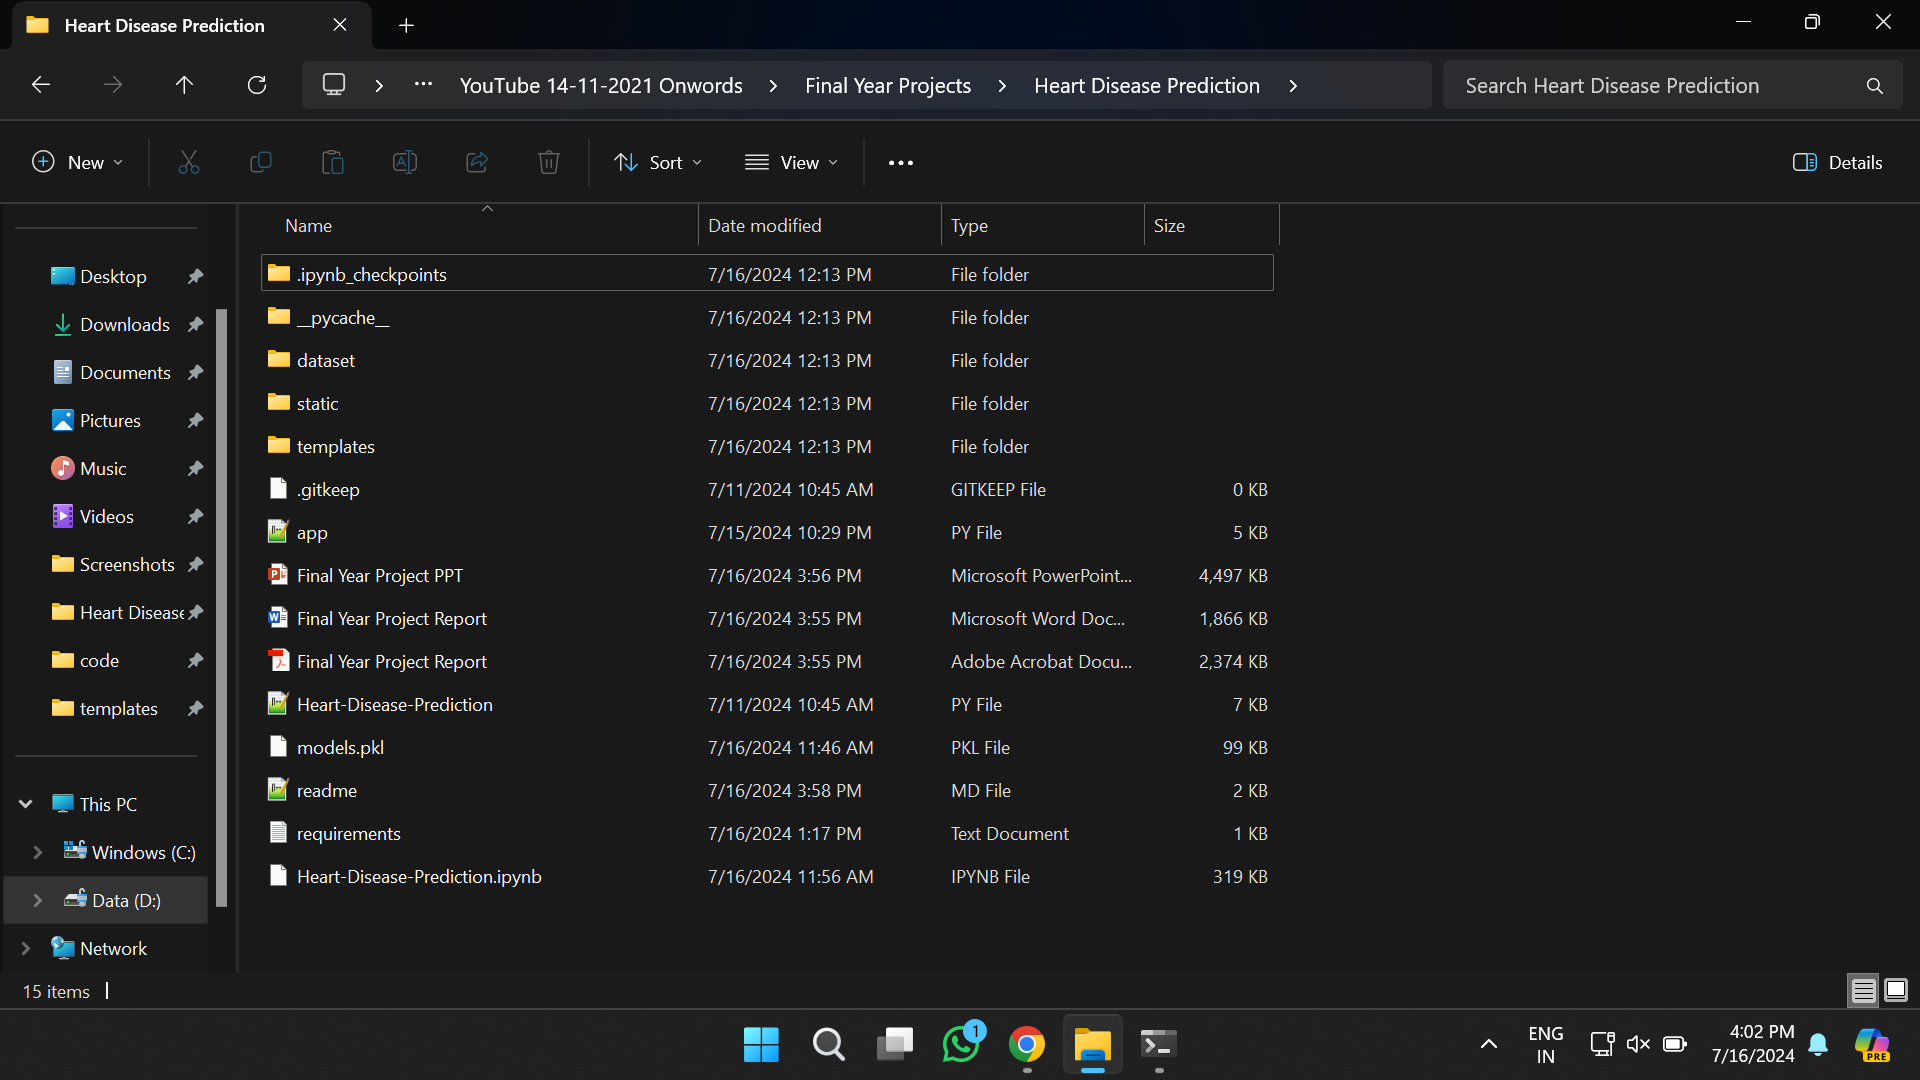 Heart Disease Prediction
YouTube 14-11-2021 Onwords Final Year Projects Heart Disease Prediction Search Heart Disease Prediction
New Sort View Details
Name Date modified Type Size
.ipynb_checkpoints 7/16/2024 12:13 PM File folder
__pycache__ 7/16/2024 12:13 PM File folder
dataset 7/16/2024 12:13 PM File folder
static 7/16/2024 12:13 PM File folder
templates 7/16/2024 12:13 PM File folder
.gitkeep 7/11/2024 10:45 AM GITKEEP File 0 KB
app 7/15/2024 10:29 PM PY File 5 KB
Final Year Project PPT 7/16/2024 3:56 PM Microsoft PowerPoint... 4,497 KB
Final Year Project Report 7/16/2024 3:55 PM Microsoft Word Doc... 1,866 KB
Final Year Project Report 7/16/2024 3:55 PM Adobe Acrobat Docu... 2,374 KB
Heart-Disease-Prediction 7/11/2024 10:45 AM PY File 7 KB
models.pkl 7/16/2024 11:46 AM PKL File 99 KB
readme 7/16/2024 3:58 PM MD File 2 KB
requirements 7/16/2024 1:17 PM Text Document 1 KB
Heart-Disease-Prediction.ipynb 7/16/2024 11:56 AM IPYNB File 319 KB
Desktop
Downloads
Documents
Pictures
Music
Videos
Screenshots
Heart Disease
code
templates
This PC
Windows (C:)
Data (D:)
Network
15 items
1
ENG
IN
4:02 PM
7/16/2024
PRE